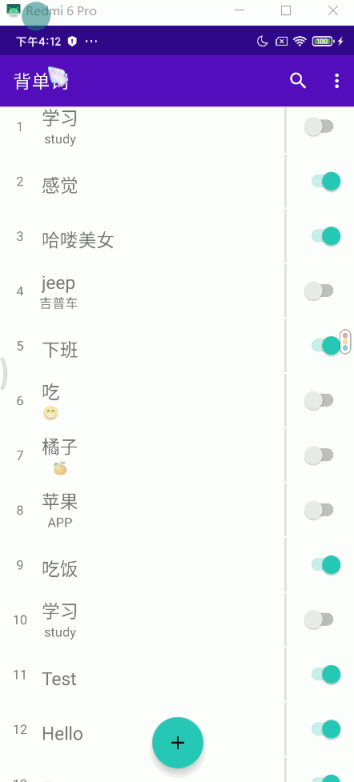 Redmi 6 Pro
下午4:12
100
背单词
1
学习
study
2
感觉
3
哈喽美女
4
jeep
吉普车
5
下班
6
吃
7
橘子
8
苹果
APP
9
吃饭
10
学习
study
11
Test
12
Hello